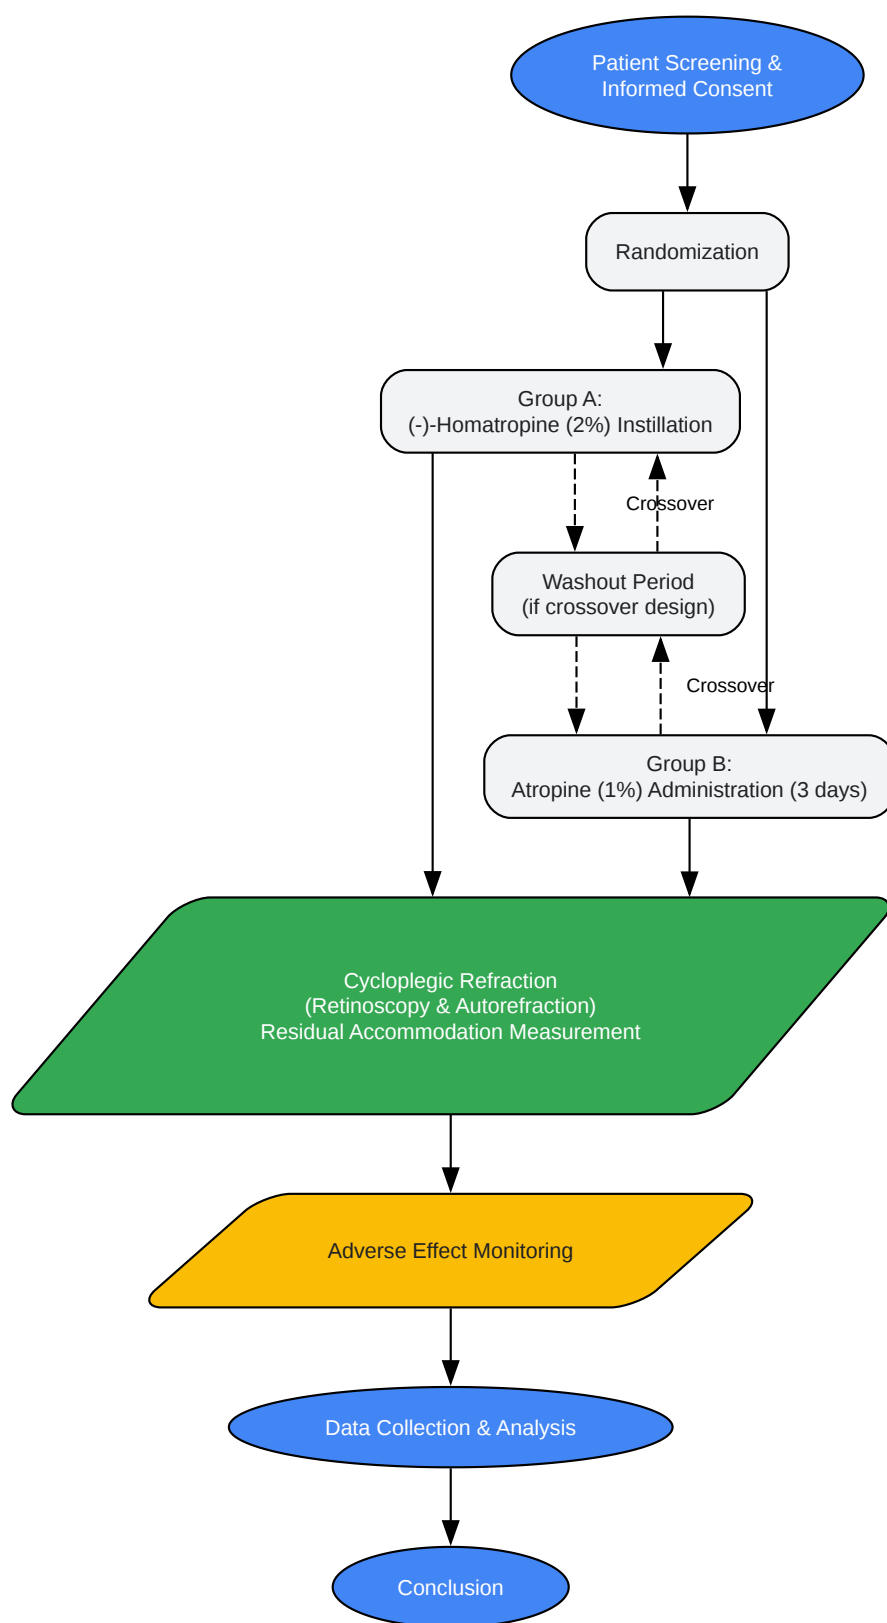 Patient Screening &
Informed Consent
Randomization
Group A:
(-)-Homatropine (2%) Instillation
Crossover
Washout Period
(if crossover design)
Crossover
Group B:
Atropine (1%) Administration (3 days)
Cycloplegic Refraction
(Retinoscopy & Autorefraction)
Residual Accommodation Measurement
Adverse Effect Monitoring
Data Collection & Analysis
Conclusion